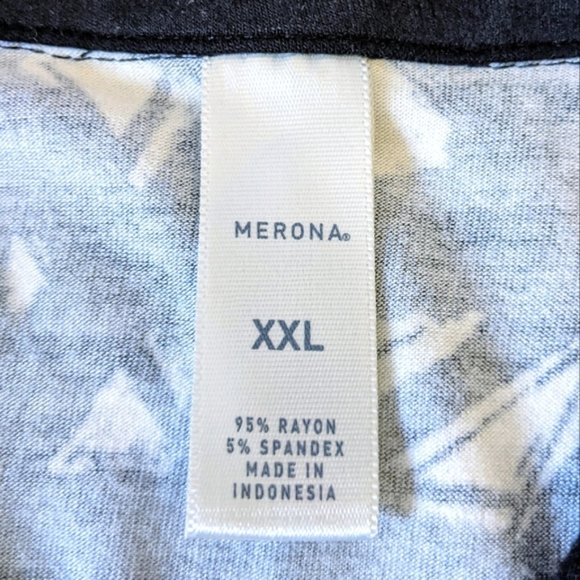 MERONA®
XXL
95% RAYON
5% SPANDEX
MADE IN
INDONESIA